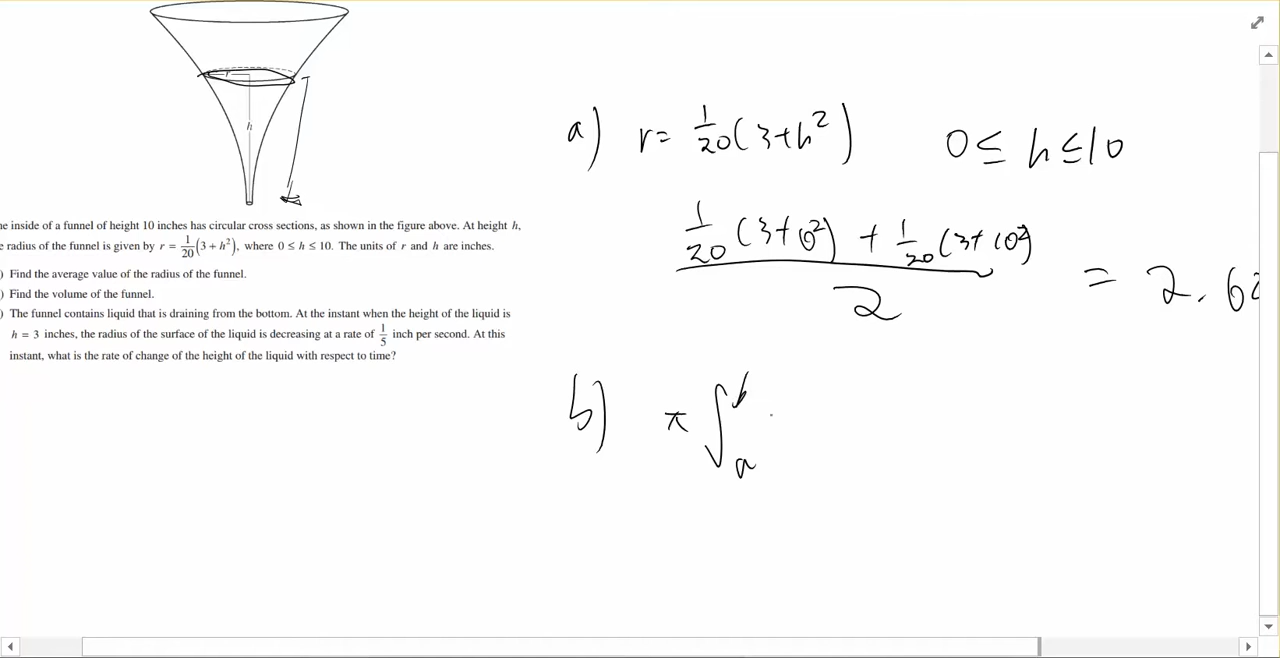 r
h
he inside of a funnel of height 10 inches has circular cross sections, as shown in the figure above. At height h,
e radius of the funnel is given by r = 1/20 (3 + h²), where 0 ≤ h ≤ 10. The units of r and h are inches.
) Find the average value of the radius of the funnel.
) Find the volume of the funnel.
) The funnel contains liquid that is draining from the bottom. At the instant when the height of the liquid is
h = 3 inches, the radius of the surface of the liquid is decreasing at a rate of 1/5 inch per second. At this
instant, what is the rate of change of the height of the liquid with respect to time?
a) r = 1/20 (3+h²) 0 ≤ h ≤ 10
(1/20 (3+0²) + 1/20 (3+10²)) / 2 = 2.6
b) π ∫_a^b